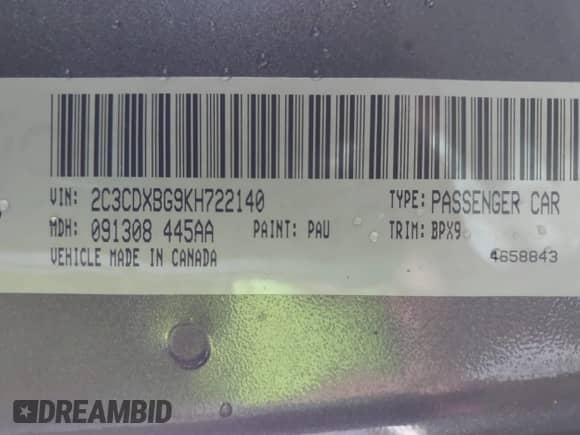 VIN: 2C3CDXBG9KH722140 TYPE: PASSENGER CAR
MDH: 091308 445AA PAINT: PAU TRIM: BPX9
VEHICLE MADE IN CANADA 4658843
DREAMBID